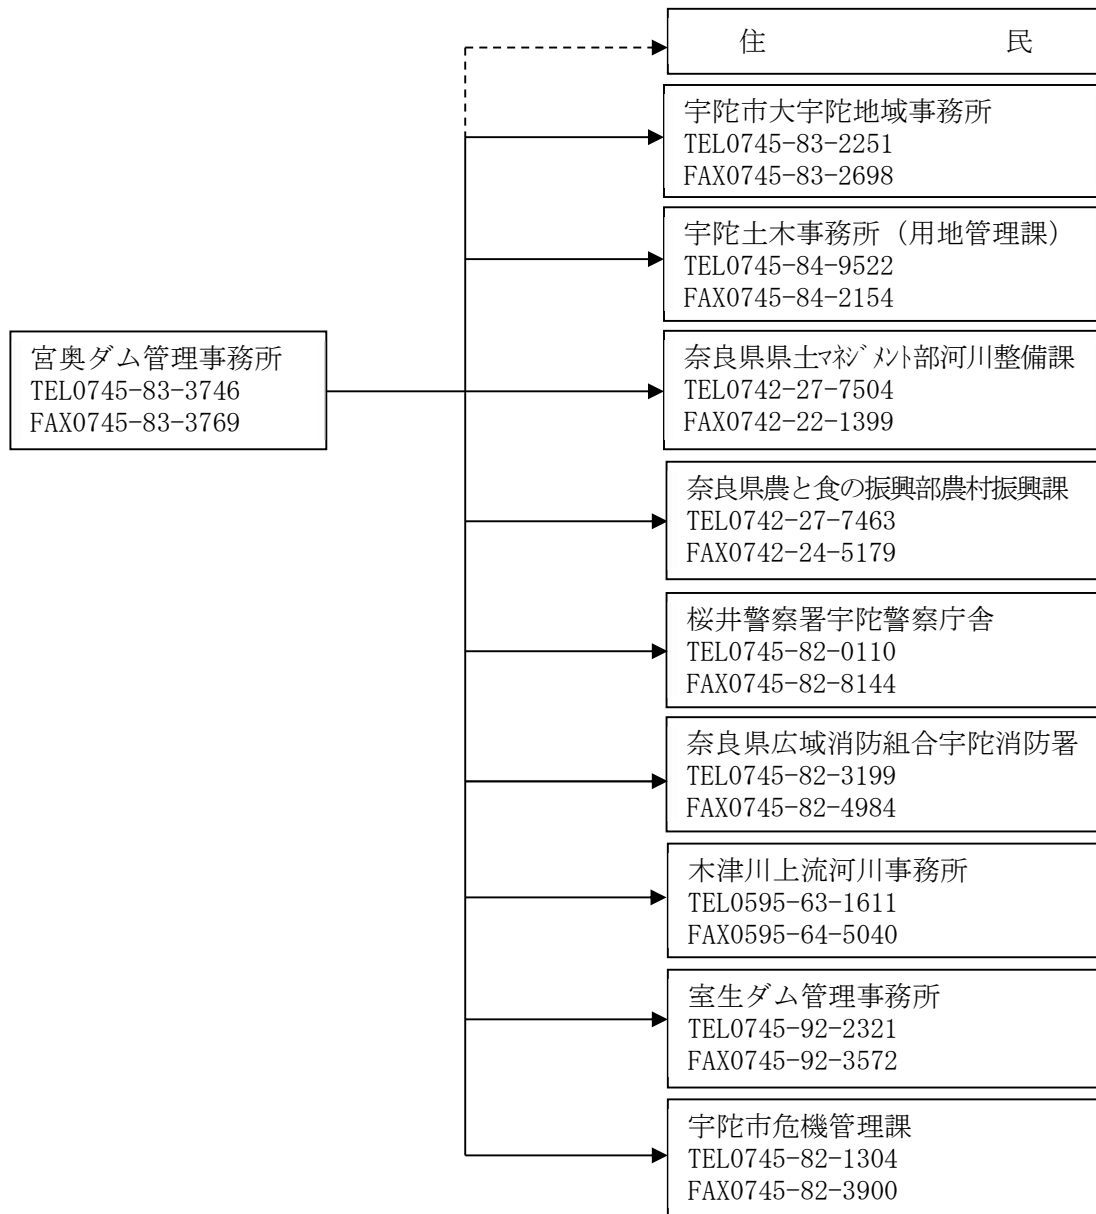 住　民
宇陀市大宇陀地域事務所
TEL0745-83-2251
FAX0745-83-2698
宇陀土木事務所（用地管理課）
TEL0745-84-9522
FAX0745-84-2154
宮奥ダム管理事務所
TEL0745-83-3746
FAX0745-83-3769
奈良県県土ﾏﾈｼﾞﾒﾝﾄ部河川整備課
TEL0742-27-7504
FAX0742-22-1399
奈良県農と食の振興部農村振興課
TEL0742-27-7463
FAX0742-24-5179
桜井警察署宇陀警察庁舎
TEL0745-82-0110
FAX0745-82-8144
奈良県広域消防組合宇陀消防署
TEL0745-82-3199
FAX0745-82-4984
木津川上流河川事務所
TEL0595-63-1611
FAX0595-64-5040
室生ダム管理事務所
TEL0745-92-2321
FAX0745-92-3572
宇陀市危機管理課
TEL0745-82-1304
FAX0745-82-3900